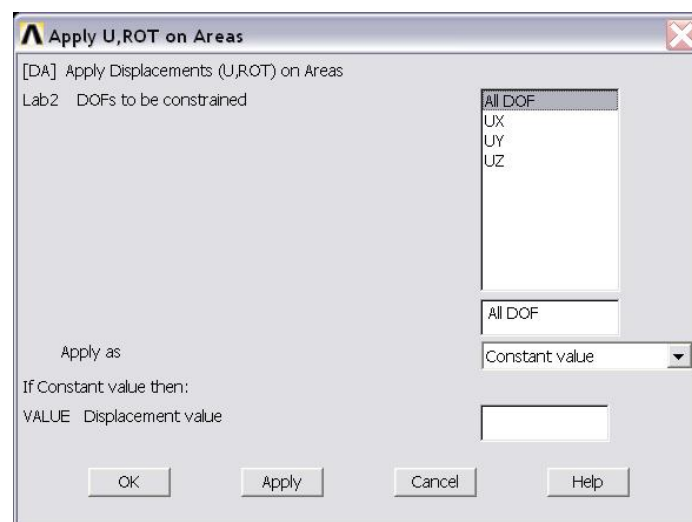 Apply U,ROT on Areas
[DA] Apply Displacements (U,ROT) on Areas
Lab2 DOFs to be constrained
All DOF
UX
UY
UZ
All DOF
Apply as
Constant value
If Constant value then:
VALUE Displacement value
OK Apply Cancel Help